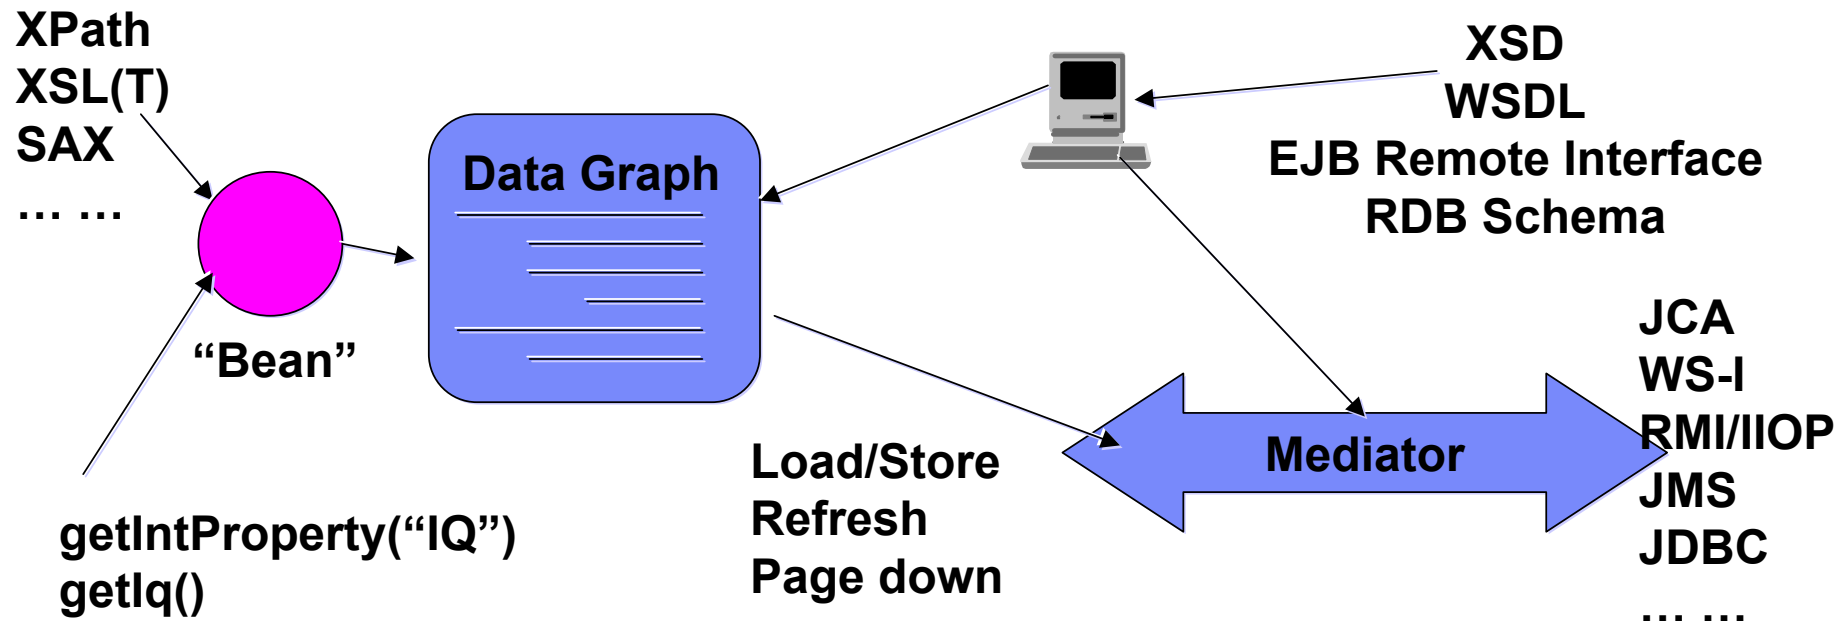 XPath
XSL(T)
SAX
… …
“Bean”
getIntProperty(“IQ”)
getIq()
Data Graph
Load/Store
Refresh
Page down
XSD
WSDL
EJB Remote Interface
RDB Schema
Mediator
JCA
WS-I
RMI/IIOP
JMS
JDBC
… …